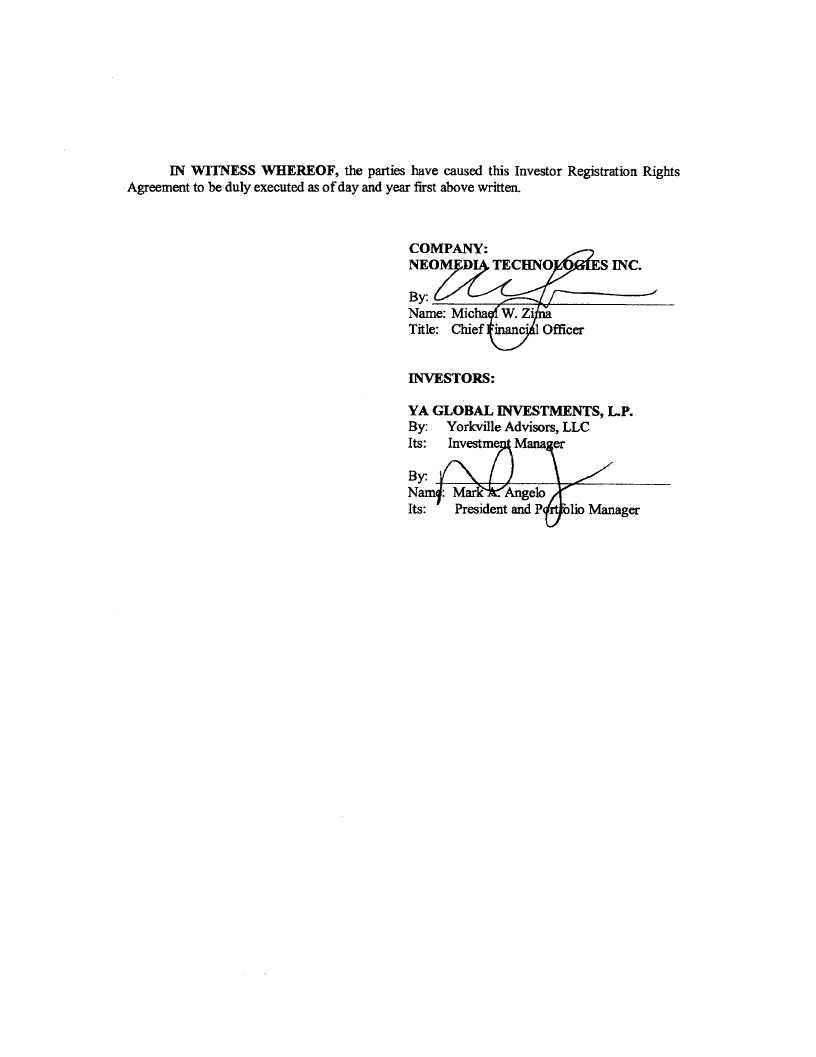 IN WITNESS WHEREOF, the parties have caused this Investor Registration Rights
Agreement to be duly executed as of day and year first above written.
COMPANY:
NEOMEDIA TECHNOLOGIES INC.
By:
Name: Michael W. Zima
Title: Chief Financial Officer
INVESTORS:
YA GLOBAL INVESTMENTS, L.P.
By: Yorkville Advisors, LLC
Its: Investment Manager
By:
Name: Mark A. Angelo
Its: President and Portfolio Manager